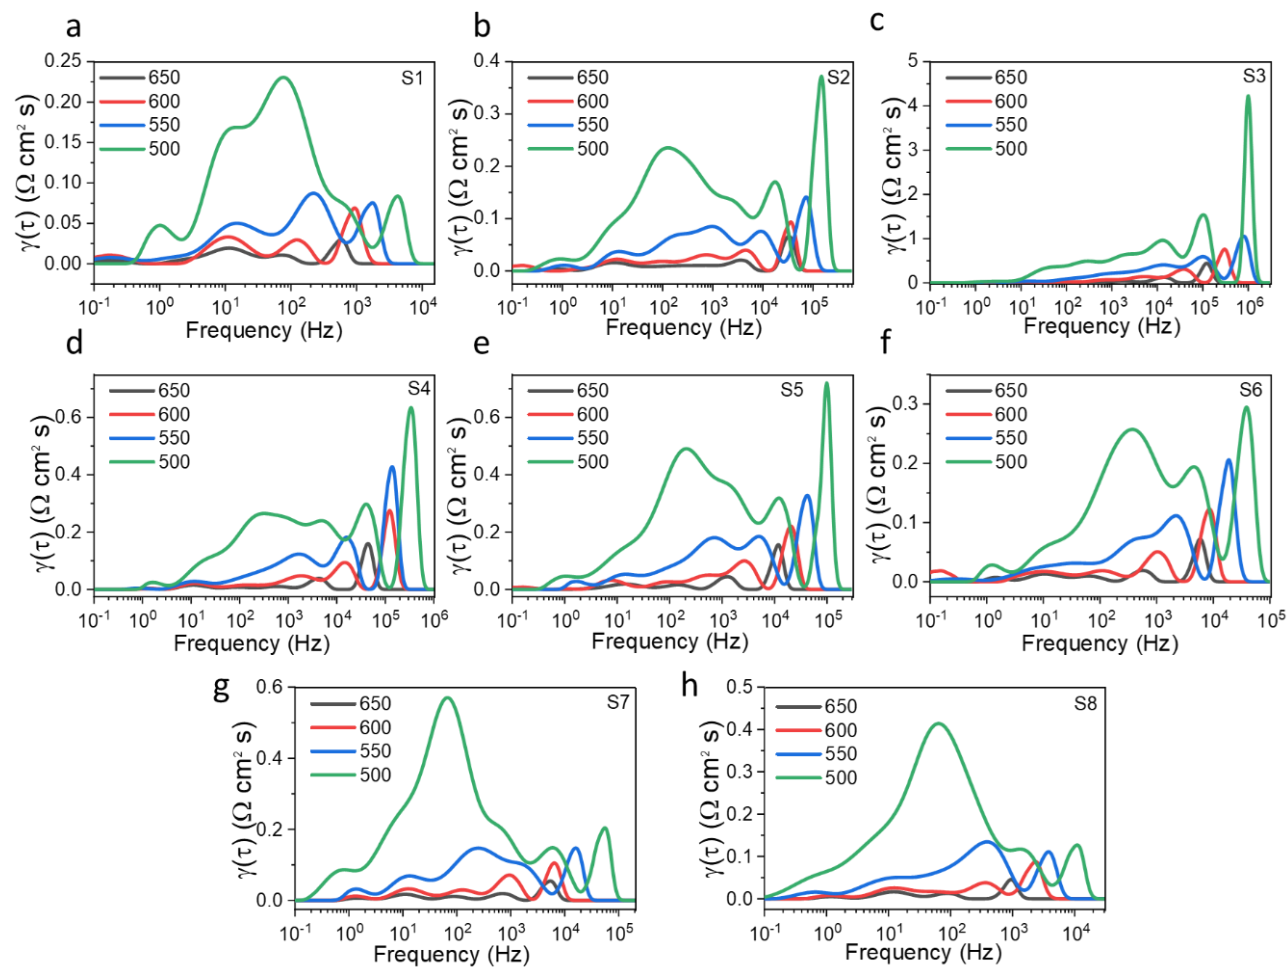 a
γ(τ) (Ω cm² s)
0.25
0.20
0.15
0.10
0.05
0.00
650
600
550
500
S1
10⁻¹ 10⁰ 10¹ 10² 10³ 10⁴
Frequency (Hz)
b
γ(τ) (Ω cm² s)
0.4
0.3
0.2
0.1
0.0
650
600
550
500
S2
10⁻¹ 10⁰ 10¹ 10² 10³ 10⁴ 10⁵
Frequency (Hz)
c
γ(τ) (Ω cm² s)
5
4
3
2
1
0
650
600
550
500
S3
10⁻¹ 10⁰ 10¹ 10² 10³ 10⁴ 10⁵ 10⁶
Frequency (Hz)
d
γ(τ) (Ω cm² s)
0.6
0.4
0.2
0.0
650
600
550
500
S4
10⁻¹ 10⁰ 10¹ 10² 10³ 10⁴ 10⁵ 10⁶
Frequency (Hz)
e
γ(τ) (Ω cm² s)
0.6
0.4
0.2
0.0
650
600
550
500
S5
10⁻¹ 10⁰ 10¹ 10² 10³ 10⁴ 10⁵
Frequency (Hz)
f
γ(τ) (Ω cm² s)
0.3
0.2
0.1
0.0
650
600
550
500
S6
10⁻¹ 10⁰ 10¹ 10² 10³ 10⁴ 10⁵
Frequency (Hz)
g
γ(τ) (Ω cm² s)
0.6
0.4
0.2
0.0
650
600
550
500
S7
10⁻¹ 10⁰ 10¹ 10² 10³ 10⁴ 10⁵
Frequency (Hz)
h
γ(τ) (Ω cm² s)
0.5
0.4
0.3
0.2
0.1
0.0
650
600
550
500
S8
10⁻¹ 10⁰ 10¹ 10² 10³ 10⁴
Frequency (Hz)